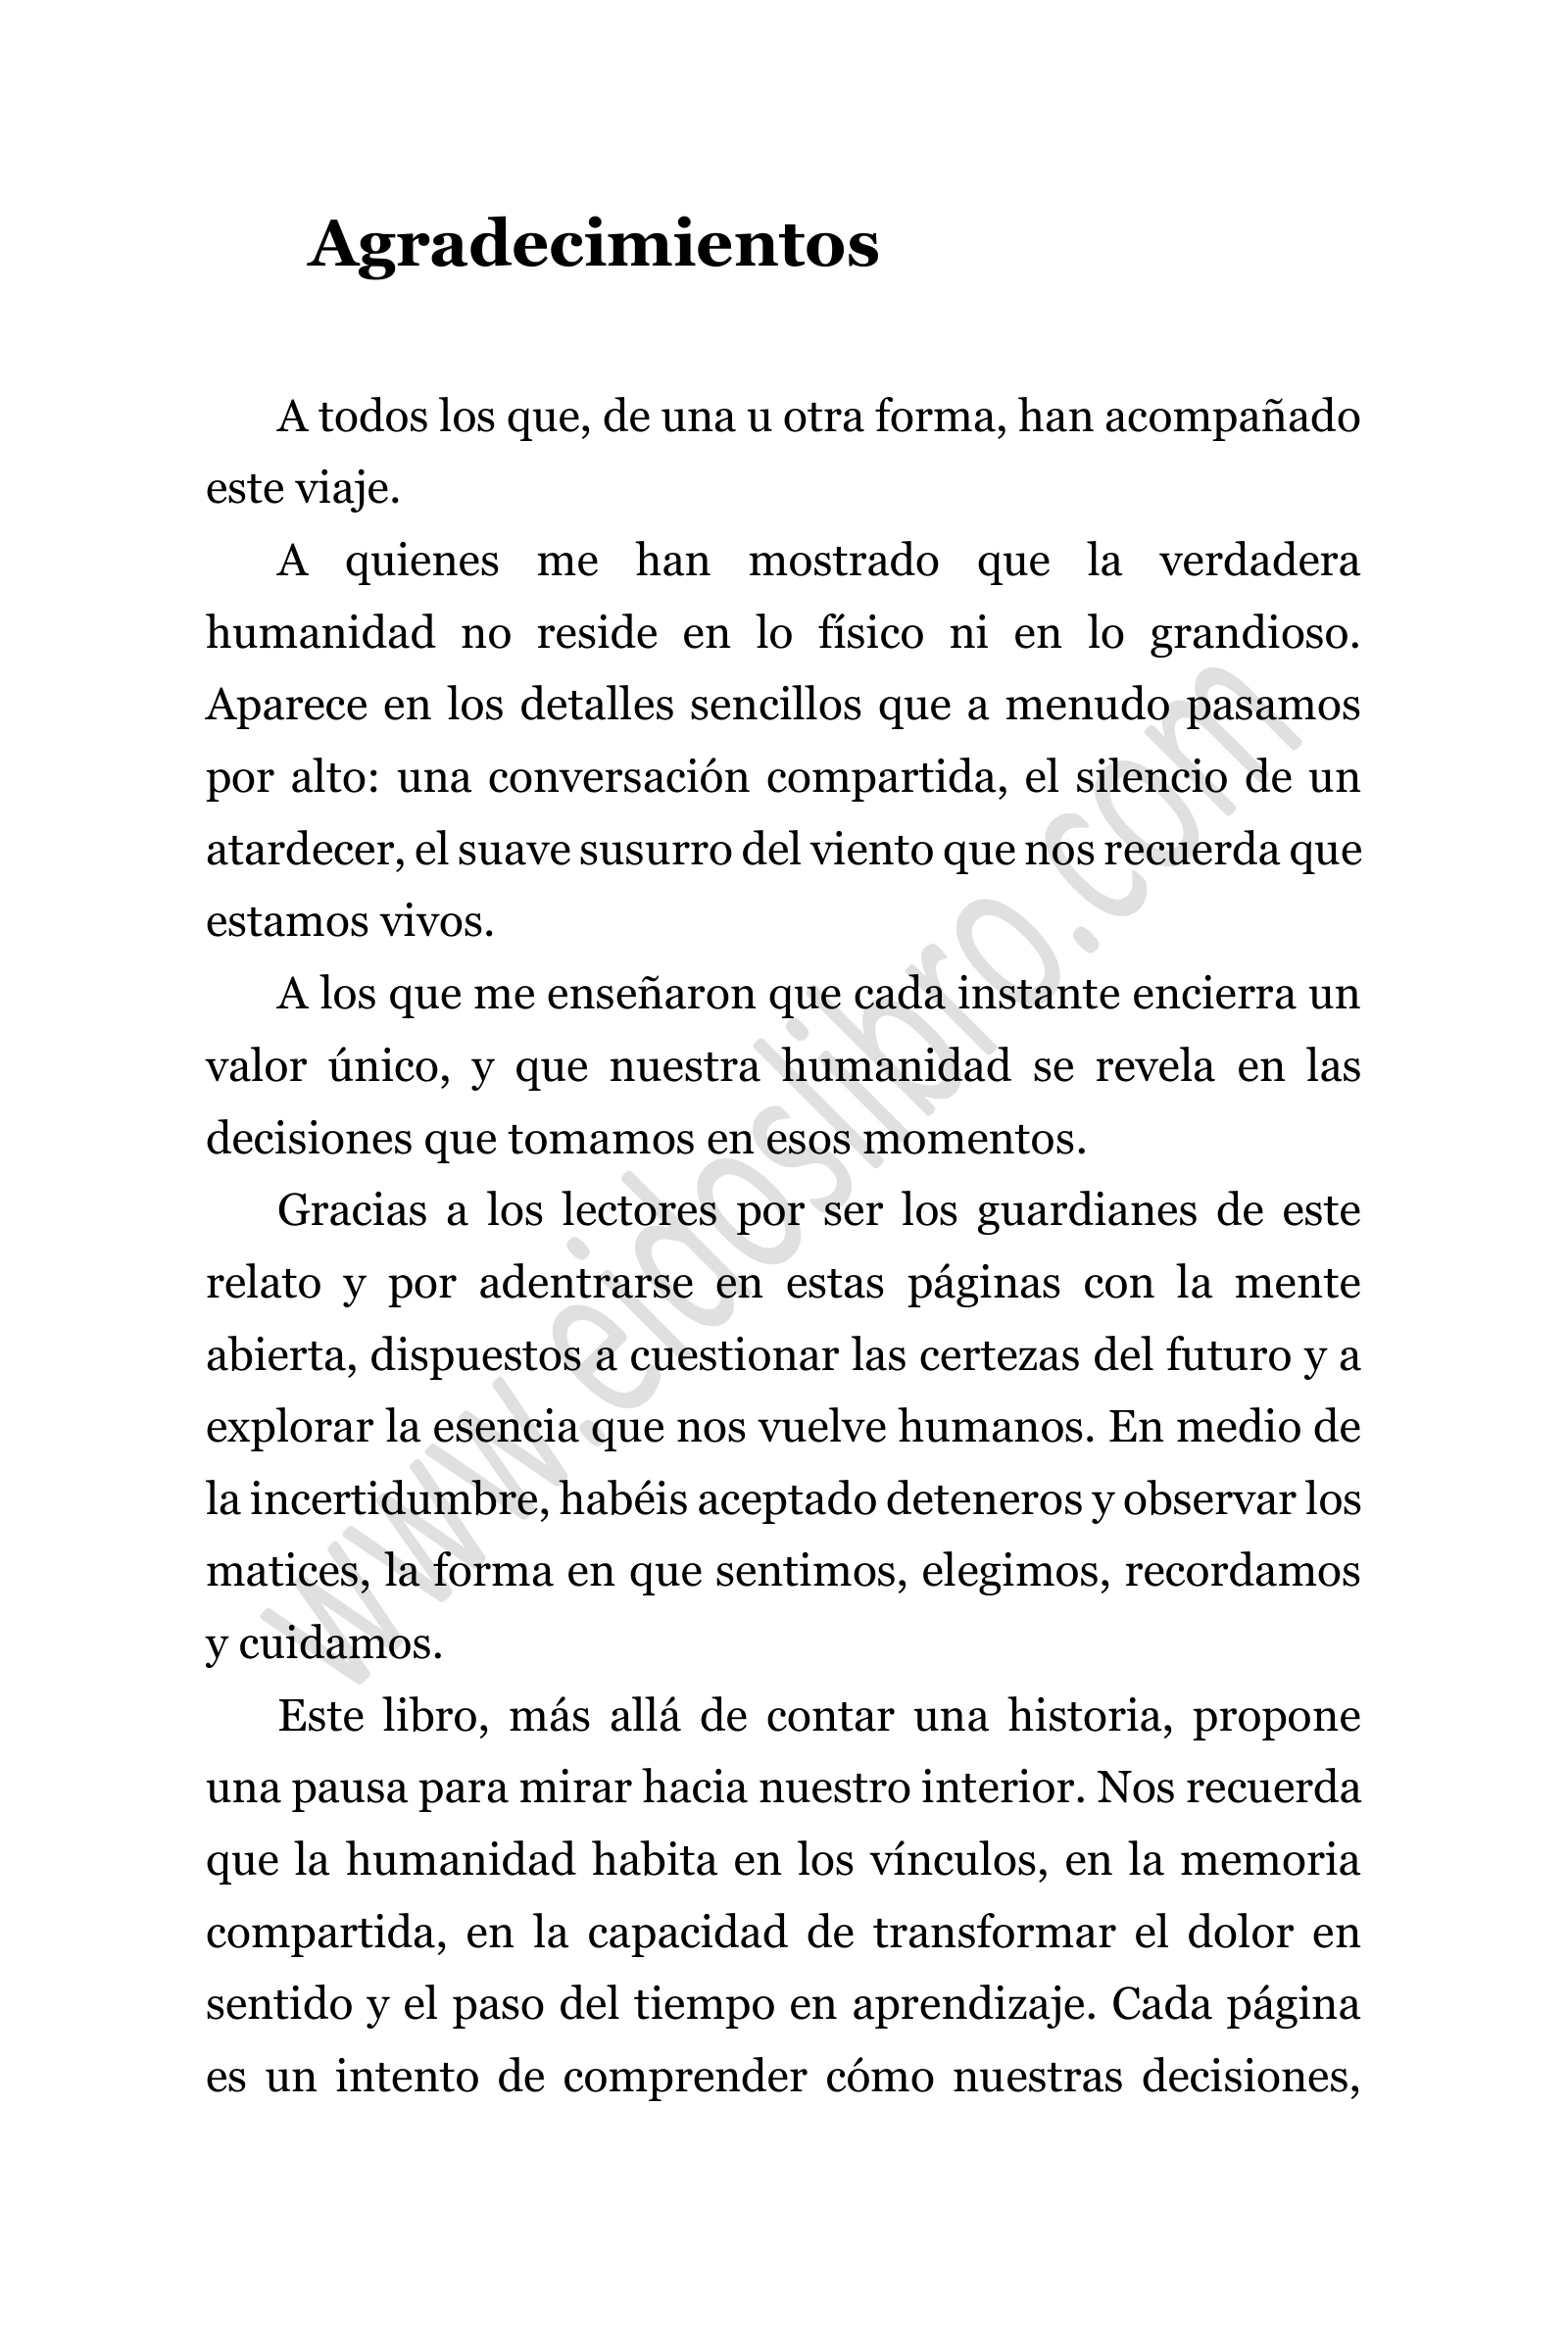 Agradecimientos
A todos los que, de una u otra forma, han acompañado
este viaje.
A quienes me han mostrado que la verdadera
humanidad no reside en lo físico ni en lo grandioso.
Aparece en los detalles sencillos que a menudo pasamos
por alto: una conversación compartida, el silencio de un
atardecer, el suave susurro del viento que nos recuerda que
estamos vivos.
A los que me enseñaron que cada instante encierra un
valor único, y que nuestra humanidad se revela en las
decisiones que tomamos en esos momentos.
Gracias a los lectores por ser los guardianes de este
relato y por adentrarse en estas páginas con la mente
abierta, dispuestos a cuestionar las certezas del futuro y a
explorar la esencia que nos vuelve humanos. En medio de
la incertidumbre, habéis aceptado deteneros y observar los
matices, la forma en que sentimos, elegimos, recordamos
y cuidamos.
Este libro, más allá de contar una historia, propone
una pausa para mirar hacia nuestro interior. Nos recuerda
que la humanidad habita en los vínculos, en la memoria
compartida, en la capacidad de transformar el dolor en
sentido y el paso del tiempo en aprendizaje. Cada página
es un intento de comprender cómo nuestras decisiones,
www.eidoslibro.com